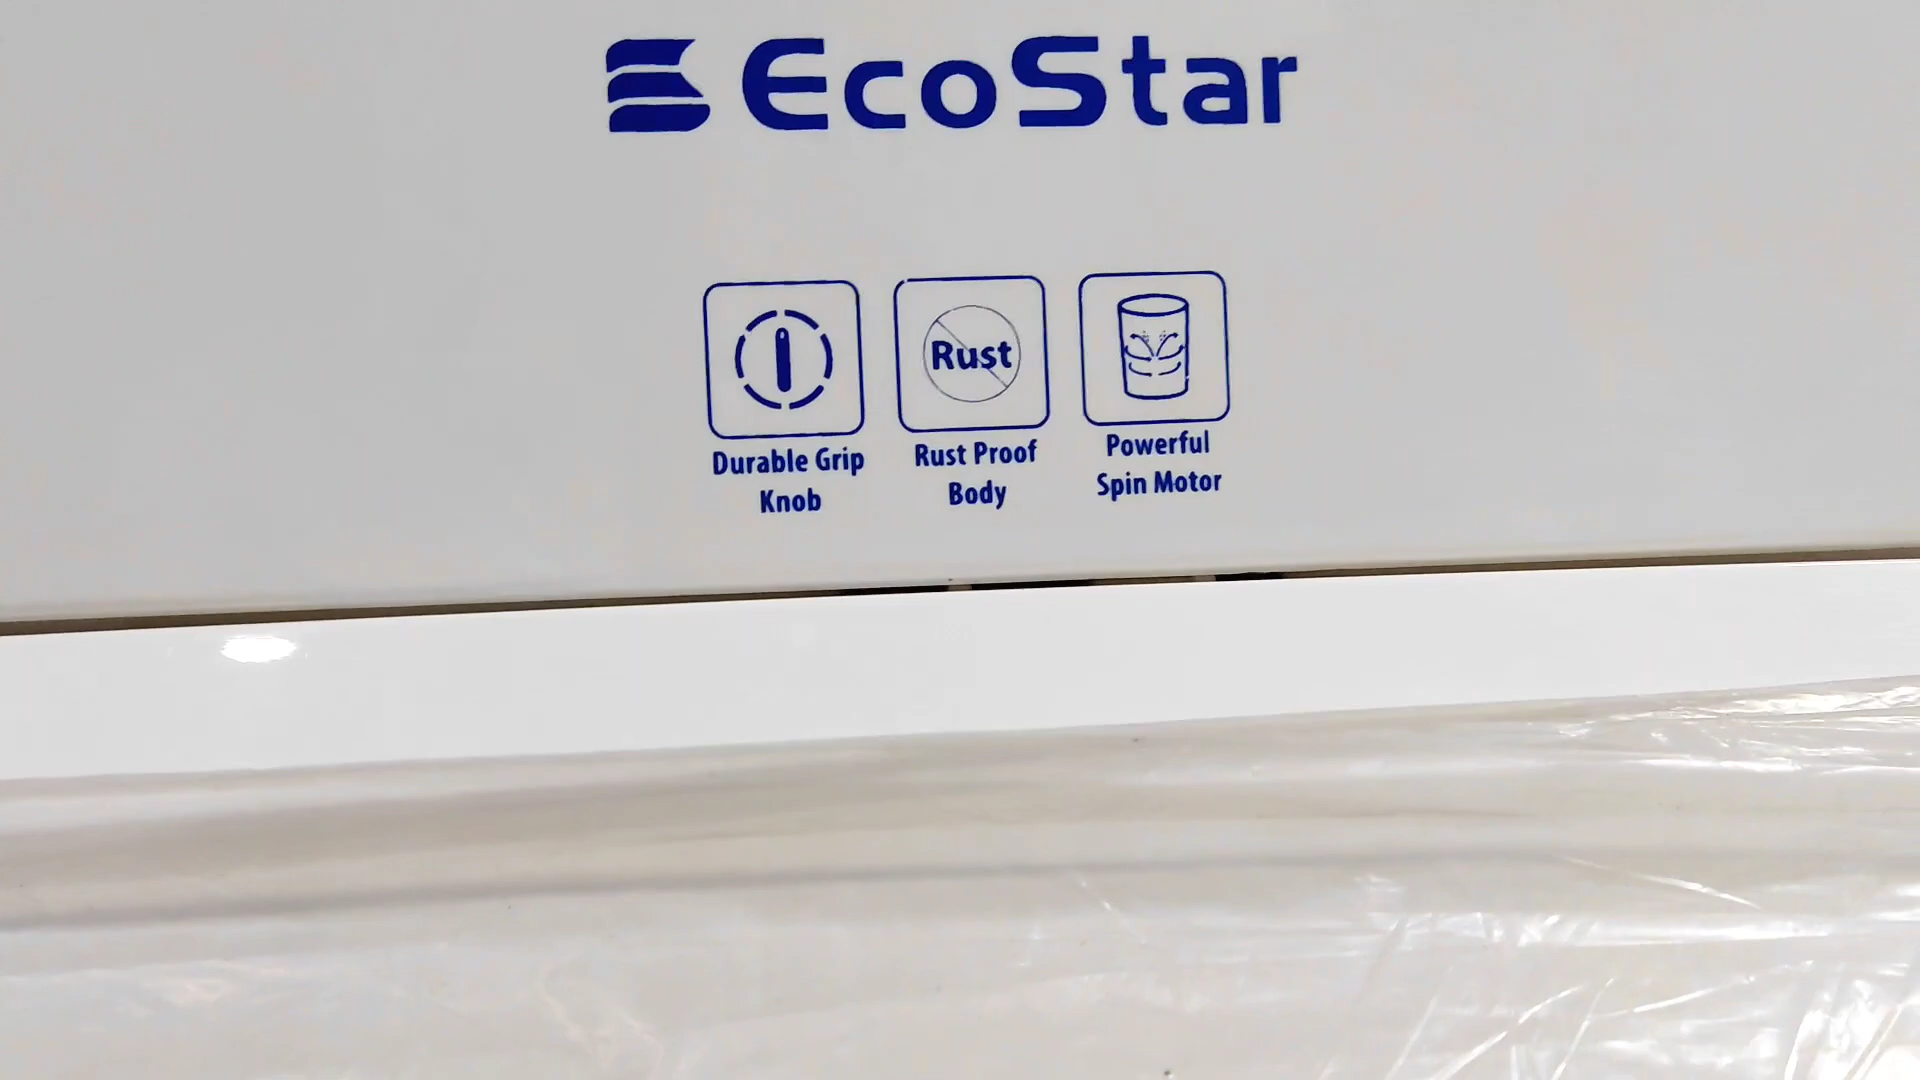 EcoStar
Rust
Durable Grip
Knob
Rust Proof
Body
Powerful
Spin Motor